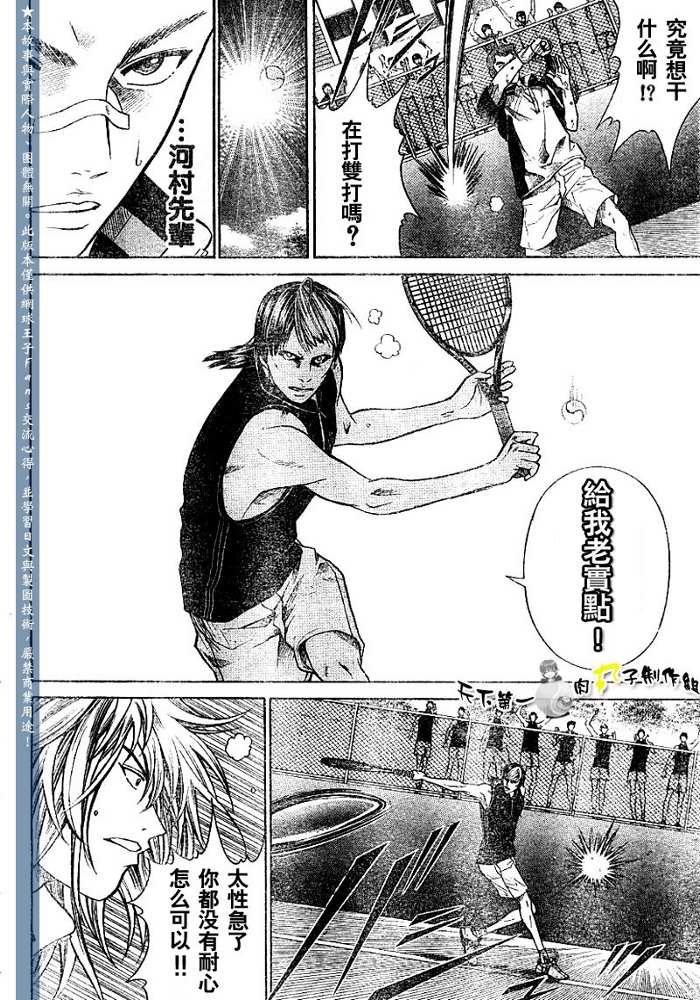 究竟想干
什么啊!?
在打雙打嗎?
…河村先輩
給我老實點!
天下第一
肉丸子制作組
太性急了
你都没有耐心
怎么可以!!
★本故事與實際人物、團體無關。此版本僅供網球王子Fans交流心得,並學習日文與製圖技術,嚴禁商業用途!